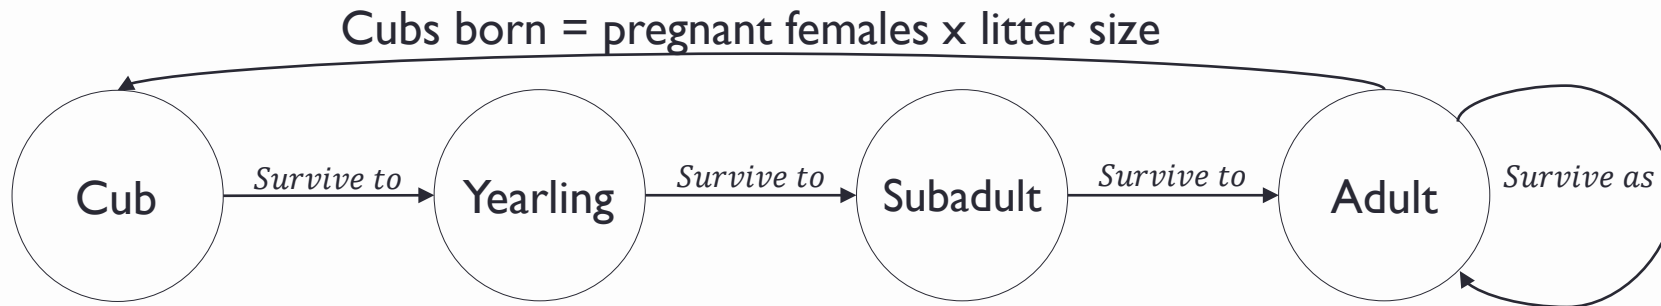 Cubs born = pregnant females x litter size
Cub
Survive to
Yearling
Survive to
Subadult
Survive to
Adult
Survive as